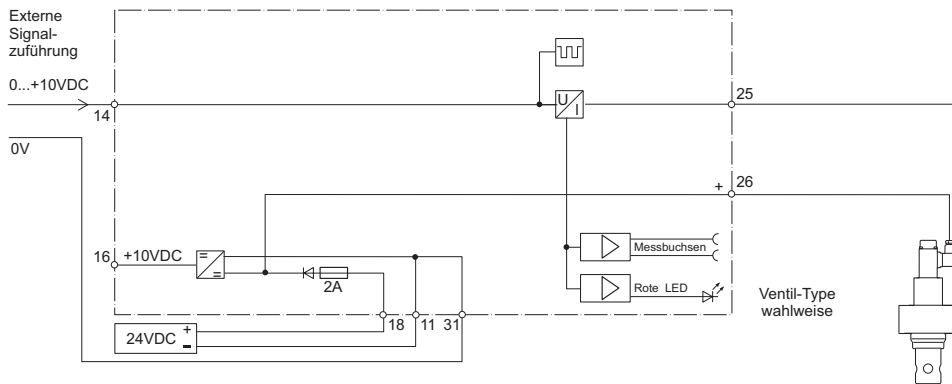 Externe
Signal-
zuführung
0...+10VDC
14
0V
U
I
25
+ 26
16 +10VDC
=
=
2A
Messbuchsen
Rote LED
Ventil-Type
wahlweise
18 11 31
24VDC + -